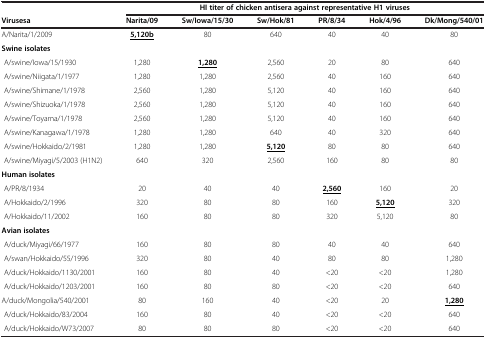 HI titer of chicken antisera against representative H1 viruses
Virusesa Narita/09 Sw/Iowa/15/30 Sw/Hok/81 PR/8/34 Hok/4/96 Dk/Mong/540/01
A/Narita/1/2009 5,120b 80 640 40 40 80
Swine isolates
A/swine/Iowa/15/1930 1,280 1,280 2,560 20 80 640
A/swine/Niigata/1/1977 1,280 1,280 2,560 40 160 640
A/swine/Shimane/1/1978 2,560 1,280 5,120 40 160 640
A/swine/Shizuoka/1/1978 2,560 1,280 5,120 40 160 640
A/swine/Toyama/1/1978 2,560 1,280 5,120 40 160 640
A/swine/Kanagawa/1/1978 1,280 1,280 640 40 320 640
A/swine/Hokkaido/2/1981 1,280 1,280 5,120 80 80 640
A/swine/Miyagi/5/2003 (H1N2) 640 320 2,560 160 80 80
Human isolates
A/PR/8/1934 20 40 40 2,560 160 20
A/Hokkaido/2/1996 320 80 80 160 5,120 320
A/Hokkaido/11/2002 160 80 80 320 5,120 80
Avian isolates
A/duck/Miyagi/66/1977 160 80 80 40 40 640
A/swan/Hokkaido/55/1996 320 80 40 80 80 1,280
A/duck/Hokkaido/1130/2001 160 80 40 <20 <20 1,280
A/duck/Hokkaido/1203/2001 160 80 80 <20 <20 640
A/duck/Mongolia/540/2001 80 160 40 <20 20 1,280
A/duck/Hokkaido/83/2004 160 80 40 <20 <20 640
A/duck/Hokkaido/W73/2007 80 80 80 <20 <20 640